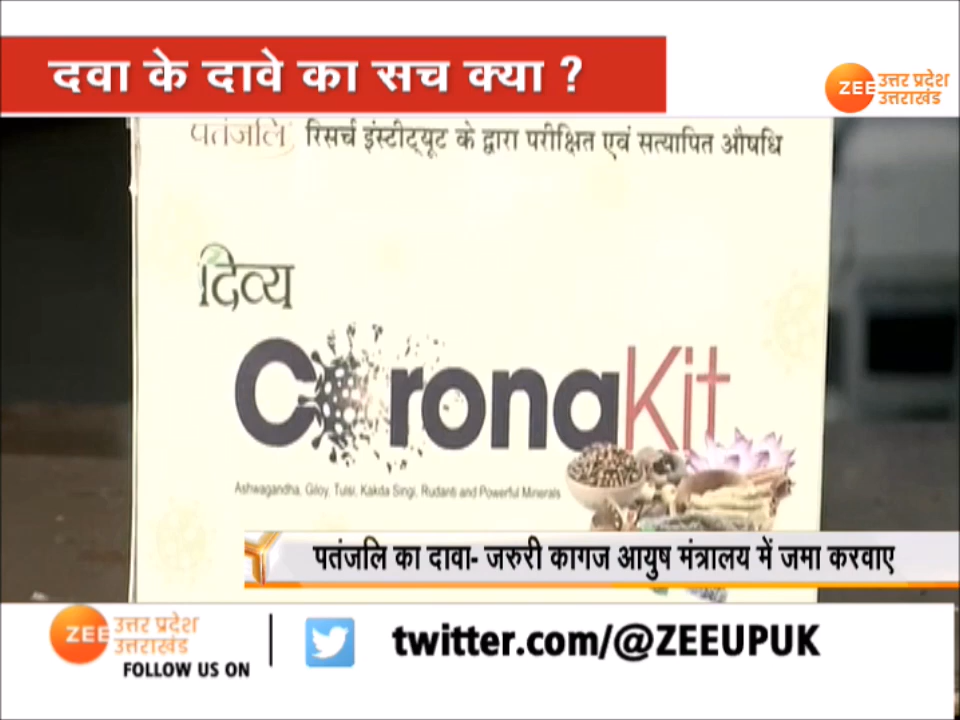 दवा के दावे का सच क्या ?
ZEE उत्तर प्रदेश
उत्तराखंड
पतंजलि रिसर्च इंस्टीट्यूट के द्वारा परीक्षित एवं सत्यापित औषधि
दिव्य
CoronaKit
Ashwagandha, Giloy, Tulsi, Kakda Singi, Rudanti and Powerful Minerals
पतंजलि का दावा- जरुरी कागज आयुष मंत्रालय में जमा करवाए
ZEE उत्तर प्रदेश
उत्तराखंड
FOLLOW US ON
twitter.com/@ZEEUPUK